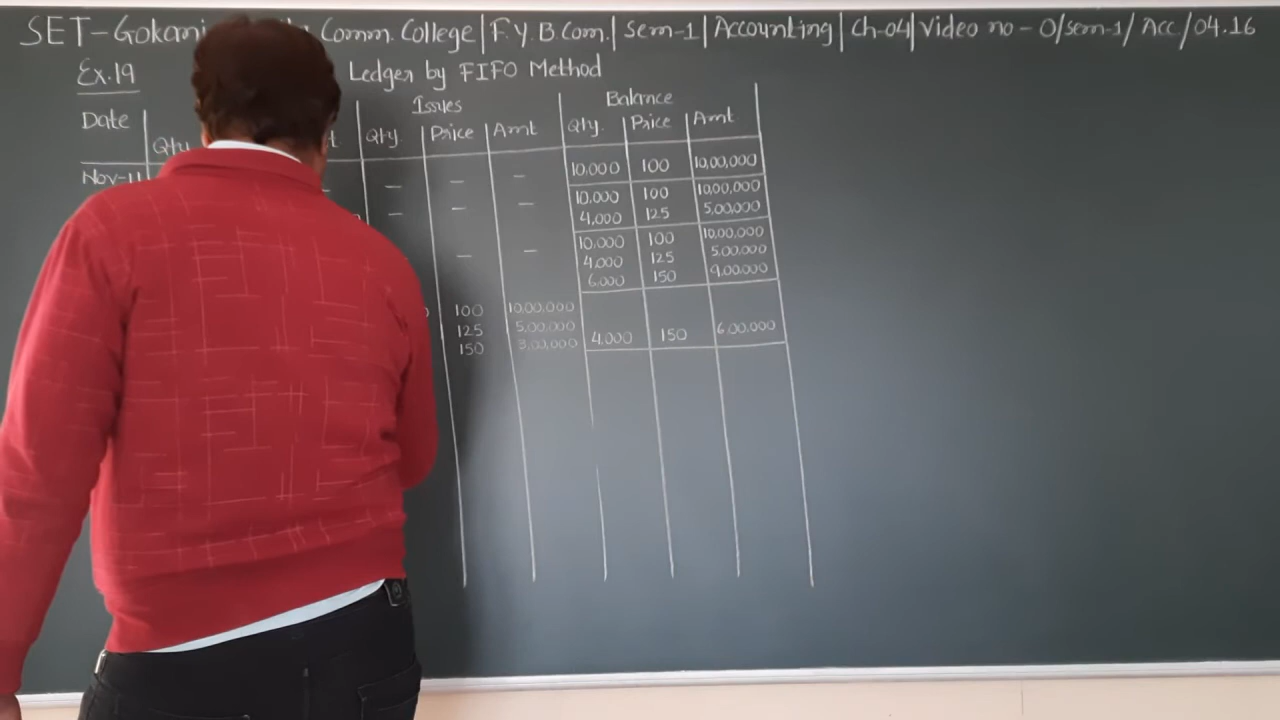 SET-Gokani Comm. College | F.Y.B Com. | Sem-1 | Accounting | Ch-04 | Video no - 0/sem-1/ Acc/04.16
Ex.19 Ledger by FIFO Method
Issues Balance
Date Qty Qty. Price Amt Qty. Price Amt
Nov-11 - - - 10,000 100 10,00,000
- - - 10,000 100 10,00,000
4,000 125 5,00,000
- - 10,000 100 10,00,000
4,000 125 5,00,000
6,000 150 9,00,000
100 10,00,000
125 5,00,000 4,000 150 6,00,000
150 3,00,000